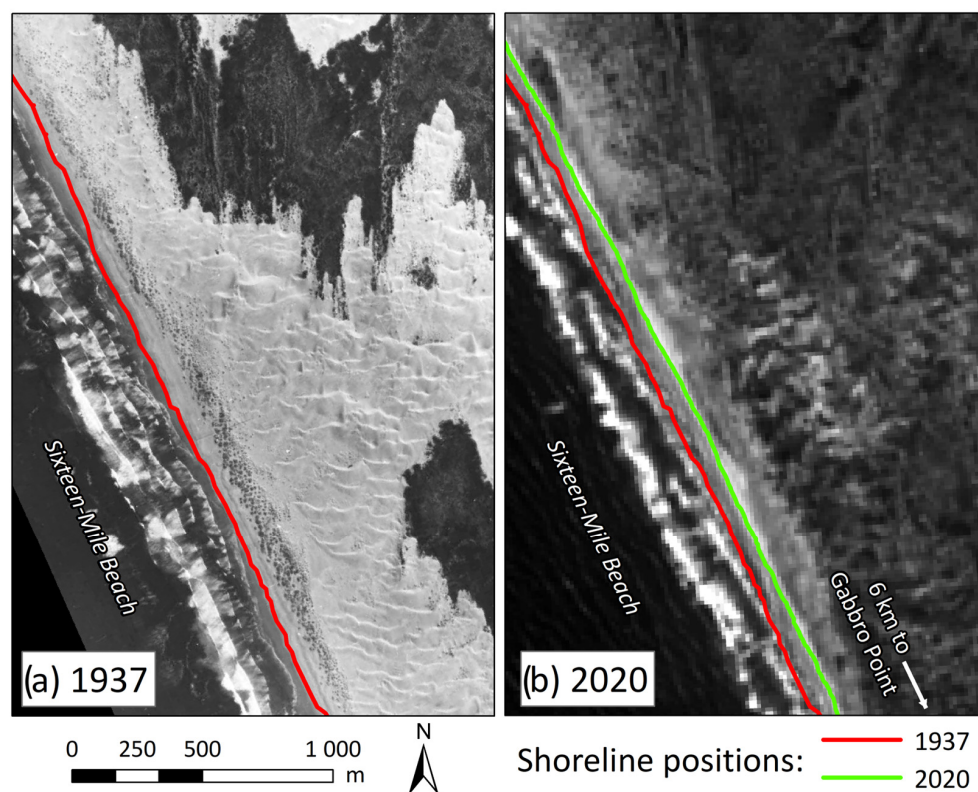 Sixteen-Mile Beach
(a) 1937
Sixteen-Mile Beach
6 km to
Gabbro Point
(b) 2020
0 250 500 1 000
m
N
Shoreline positions:
1937
2020